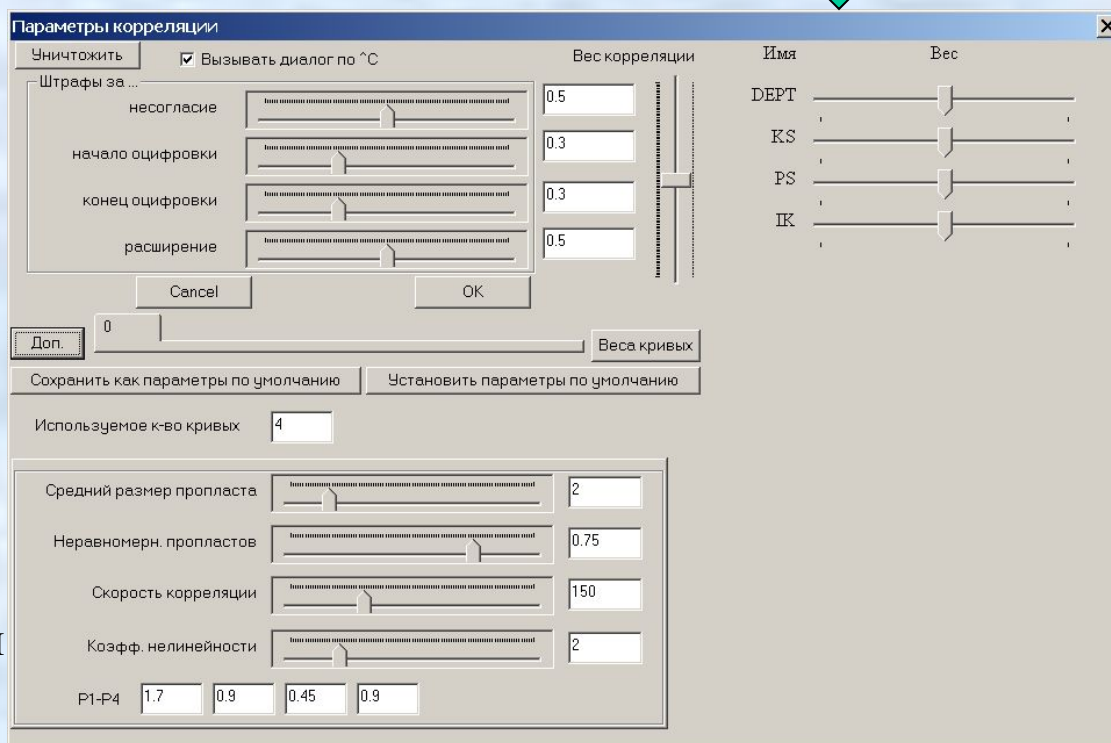 Параметры корреляции
Уничтожить
Вызывать диалог по ^C
Вес корреляции
Имя Вес
Штрафы за ...
несогласие 0.5
начало оцифровки 0.3
конец оцифровки 0.3
расширение 0.5
DEPT
KS
PS
IK
Cancel OK
Доп. 0 Веса кривых
Сохранить как параметры по умолчанию Установить параметры по умолчанию
Используемое к-во кривых 4
Средний размер пропласта 2
Неравномерн. пропластов 0.75
Скорость корреляции 150
Коэфф. нелинейности 2
P1-P4 1.7 0.9 0.45 0.9